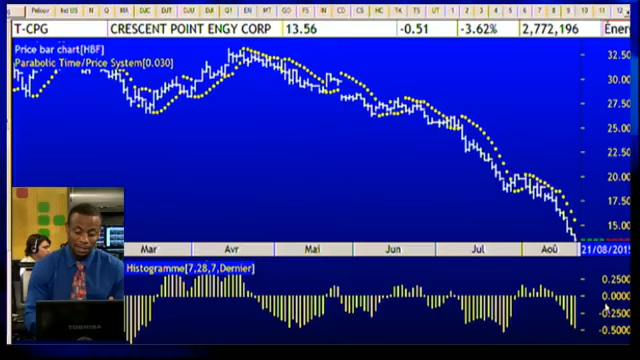 T-CPG CRESCENT POINT ENGY CORP 13.56 -0.51 -3.62% 2,772,196 Éner
Price bar chart[HBF]
Parabolic Time/Price System[0.030]
32.50
30.00
27.50
25.00
22.50
20.00
17.50
15.00
Mar Avr Mai Jun Jul Aoû 21/08/2015
Histogramme[7,28,7,Dernier]
0.2500
0.0000
-0.2500
-0.5000
TOSHIBA